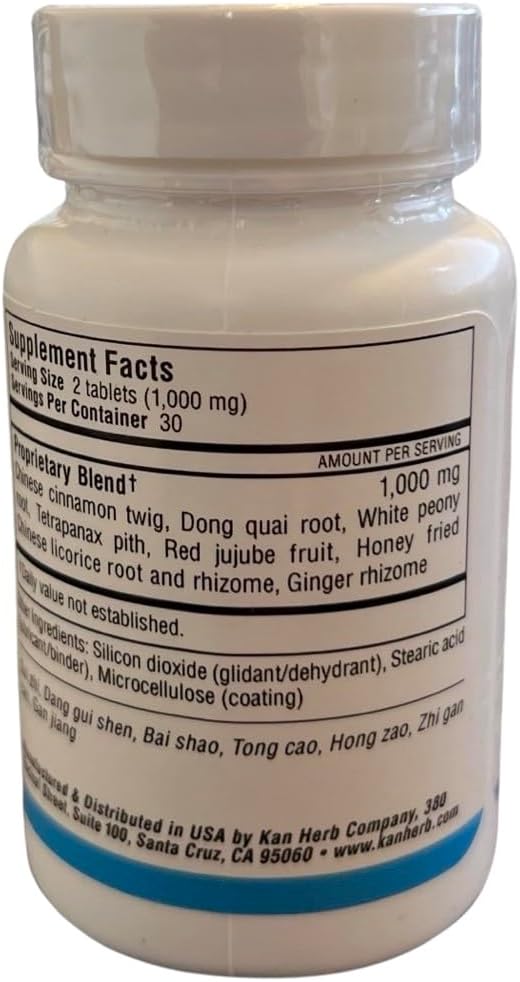 Supplement Facts
Serving Size 2 tablets (1,000 mg)
Servings Per Container 30
AMOUNT PER SERVING
Proprietary Blend† 1,000 mg
Chinese cinnamon twig, Dong quai root, White peony
root, Tetrapanax pith, Red jujube fruit, Honey fried
Chinese licorice root and rhizome, Ginger rhizome
†Daily value not established.
ingredients: Silicon dioxide (glidant/dehydrant), Stearic acid
Microcellulose (coating)
Dang gui shen, Bai shao, Tong cao, Hong zao, Zhi gan
Gan jiang
& Distributed in USA by Kan Herb Company, 380
Street, Suite 100, Santa Cruz, CA 95060 • www.kanherb.com